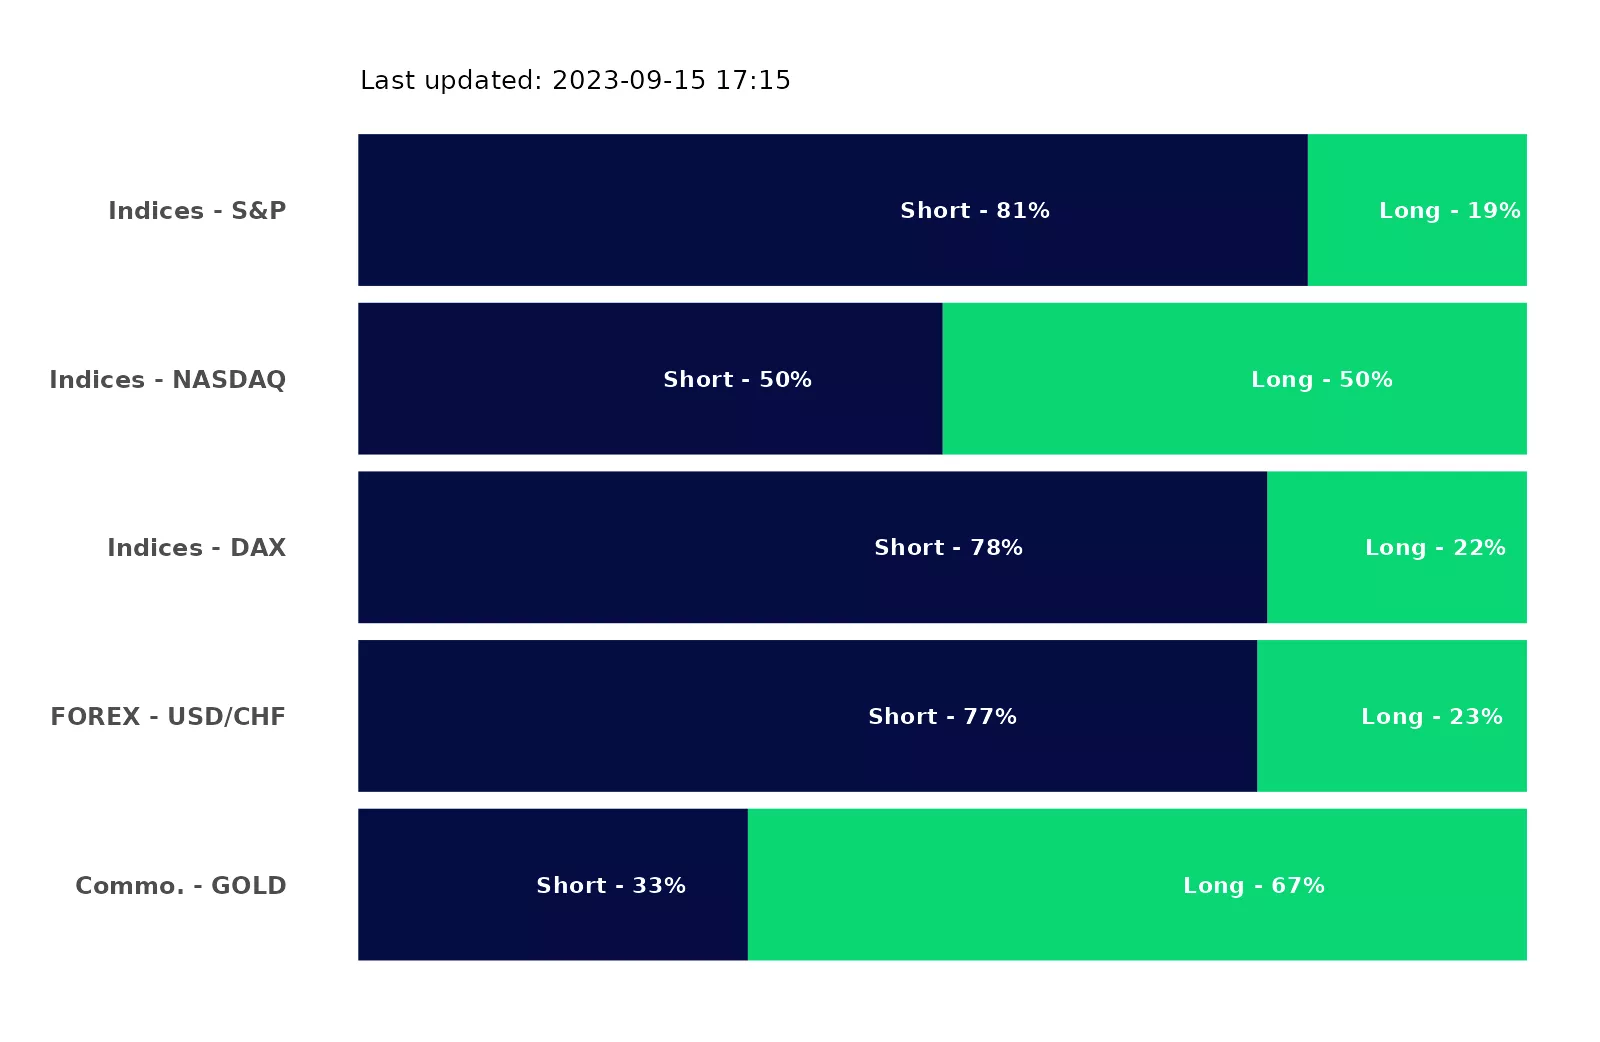 Last updated: 2023-09-15 17:15
Indices - S&P Short - 81% Long - 19%
Indices - NASDAQ Short - 50% Long - 50%
Indices - DAX Short - 78% Long - 22%
FOREX - USD/CHF Short - 77% Long - 23%
Commo. - GOLD Short - 33% Long - 67%